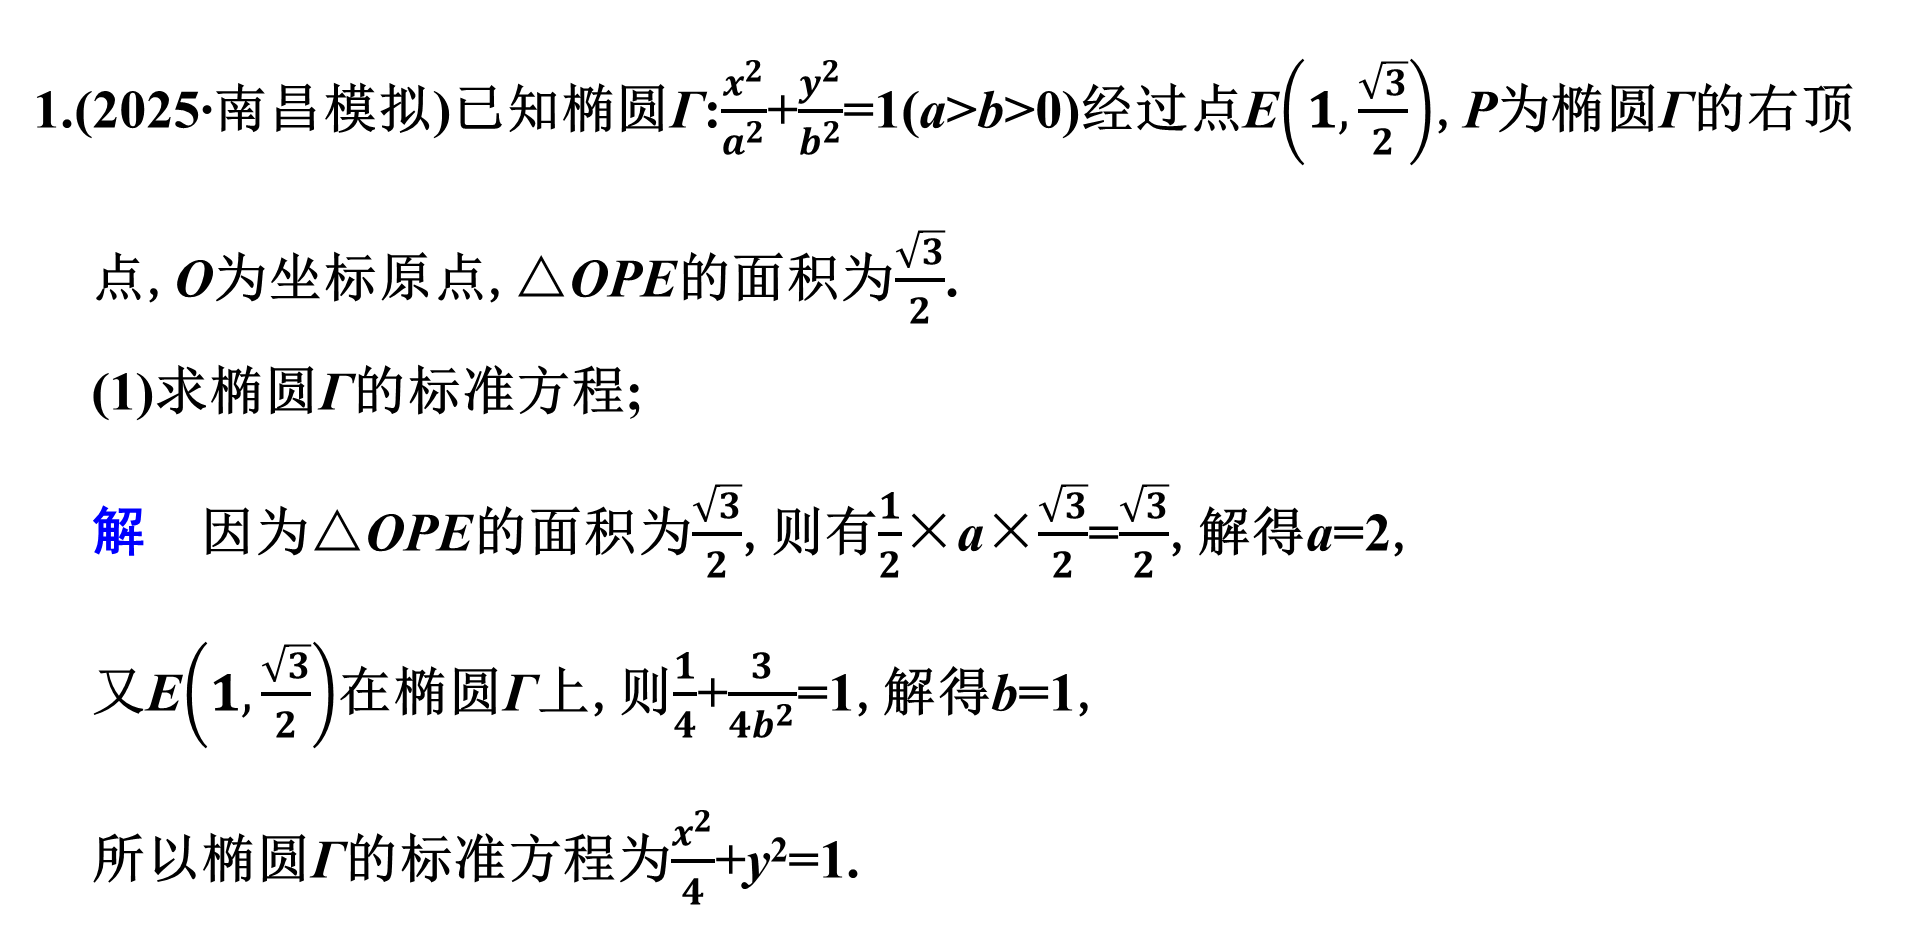 1.(2025·南昌模拟)已知椭圆Γ:x²/a²+y²/b²=1(a>b>0)经过点E(1,√3/2),P为椭圆Γ的右顶
点,O为坐标原点,△OPE的面积为√3/2.
(1)求椭圆Γ的标准方程;
解 因为△OPE的面积为√3/2,则有1/2×a×√3/2=√3/2,解得a=2,
又E(1,√3/2)在椭圆Γ上,则1/4+3/4b²=1,解得b=1,
所以椭圆Γ的标准方程为x²/4+y²=1.